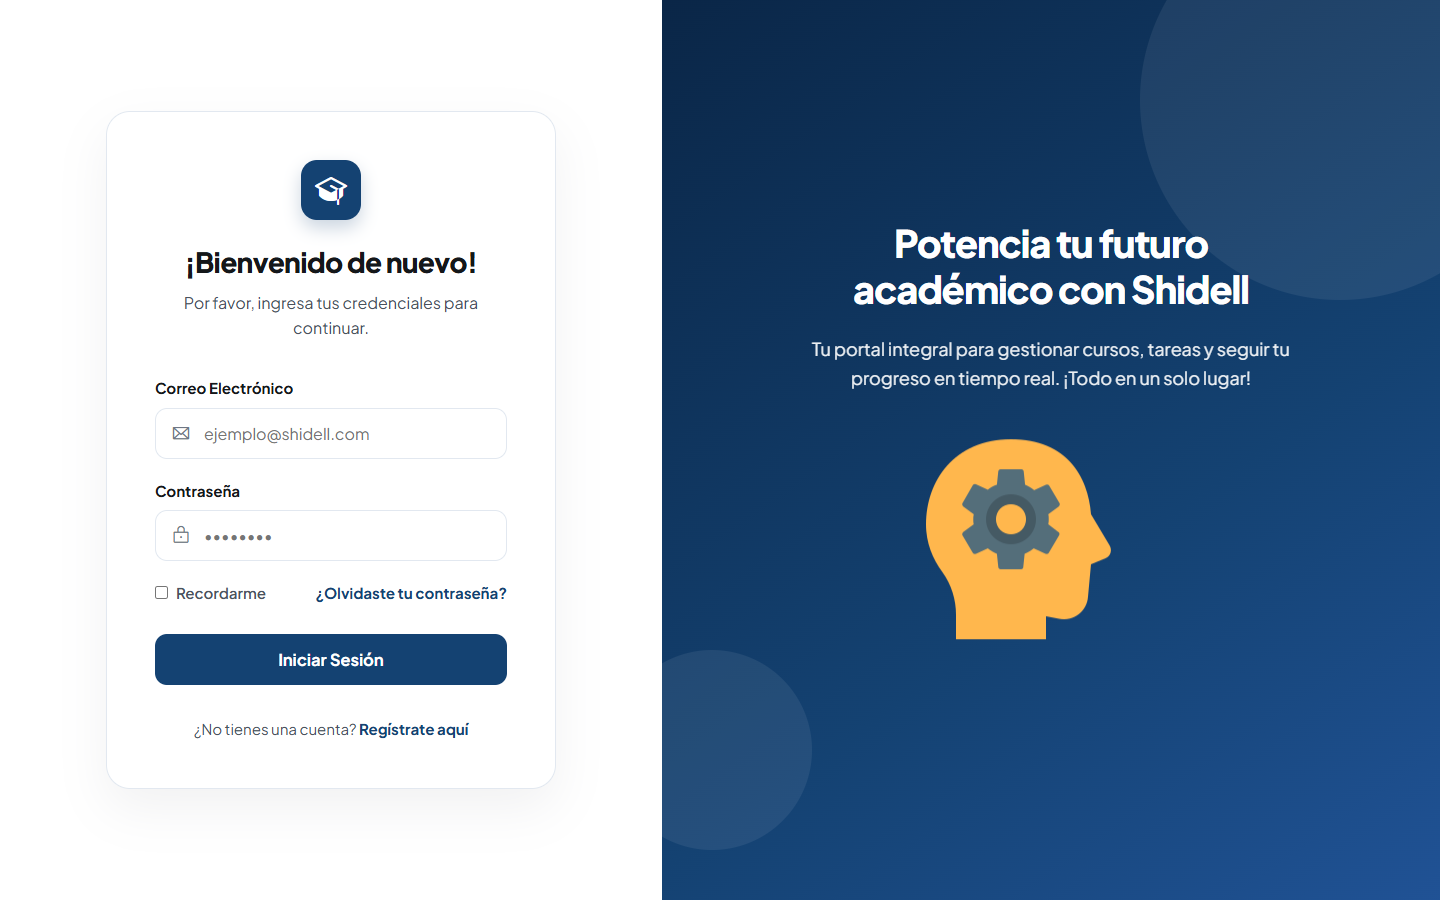 ¡Bienvenido de nuevo!
Por favor, ingresa tus credenciales para
continuar.
Correo Electrónico
ejemplo@shidell.com
Contraseña
••••••••
Recordarme
¿Olvidaste tu contraseña?
Iniciar Sesión
¿No tienes una cuenta? Regístrate aquí
Potencia tu futuro
académico con Shidell
Tu portal integral para gestionar cursos, tareas y seguir tu
progreso en tiempo real. ¡Todo en un solo lugar!